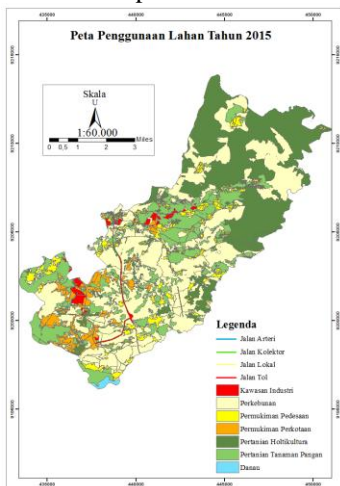 Peta Penggunaan Lahan Tahun 2015
Skala
U
1:60.000
Miles
0 0,5 1 2 3
Legenda
Jalan Arteri
Jalan Kolektor
Jalan Lokal
Jalan Tol
Kawasan Industri
Perkebunan
Permukiman Pedesaan
Permukiman Perkotaan
Pertanian Holtikultura
Pertanian Tanaman Pangan
Danau